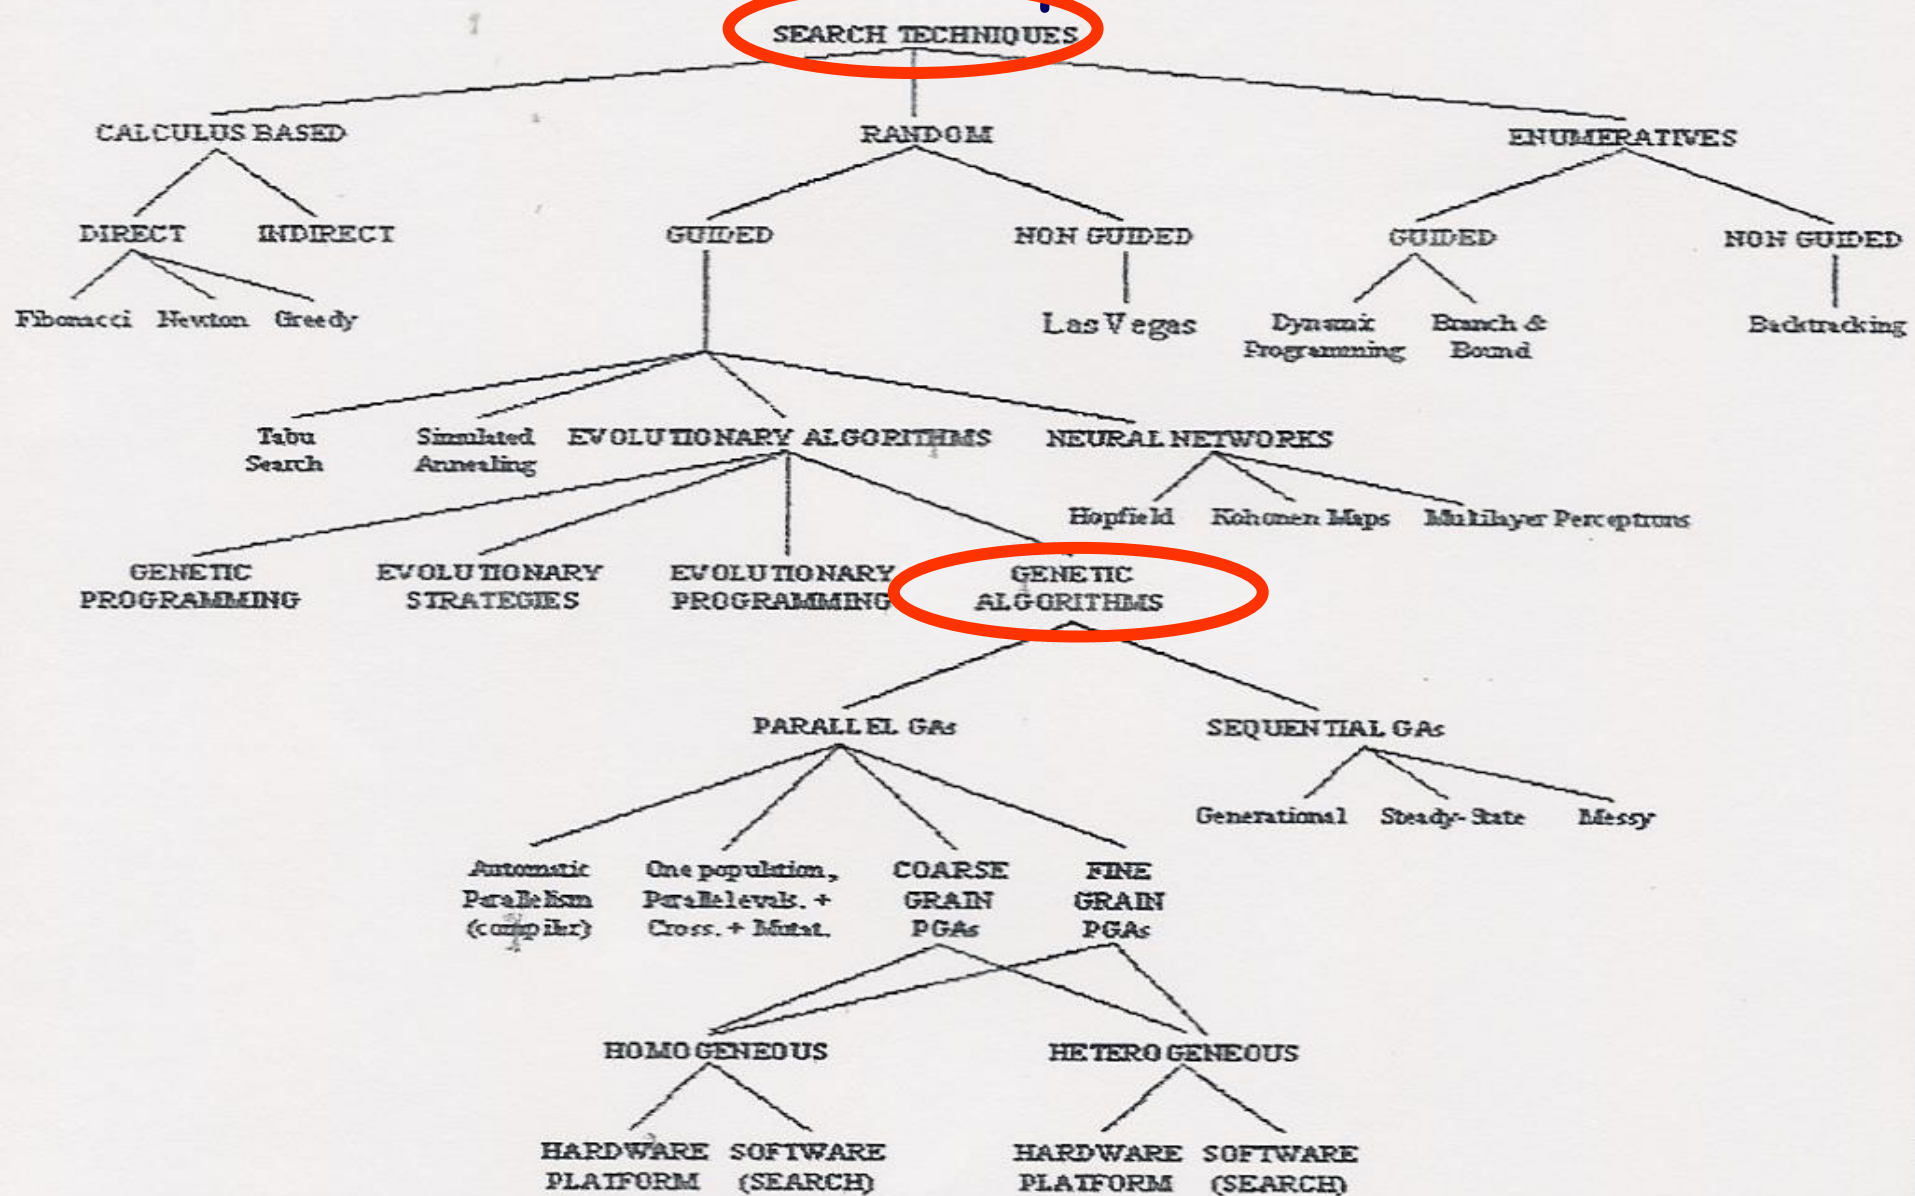 SEARCH TECHNIQUES
CALCULUS BASED
RANDOM
ENUMERATIVES
DIRECT
INDIRECT
GUIDED
NON GUIDED
GUIDED
NON GUIDED
Fibonacci
Newton
Greedy
Las Vegas
Dynamic
Programming
Branch &
Bound
Backtracking
Tabu
Search
Simulated
Annealing
EVOLUTIONARY ALGORITHMS
NEURAL NETWORKS
Hopfield
Kohonen Maps
Multilayer Perceptrons
GENETIC
PROGRAMMING
EVOLUTIONARY
STRATEGIES
EVOLUTIONARY
PROGRAMMING
GENETIC
ALGORITHMS
PARALLEL GAs
SEQUENTIAL GAs
Generational
Steady-State
Messy
Automatic
Parallelism
(compiler)
One population,
Parallel evals. +
Cross. + Mutat.
COARSE
GRAIN
PGAs
FINE
GRAIN
PGAs
HOMOGENEOUS
HETEROGENEOUS
HARDWARE
PLATFORM
SOFTWARE
(SEARCH)
HARDWARE
PLATFORM
SOFTWARE
(SEARCH)